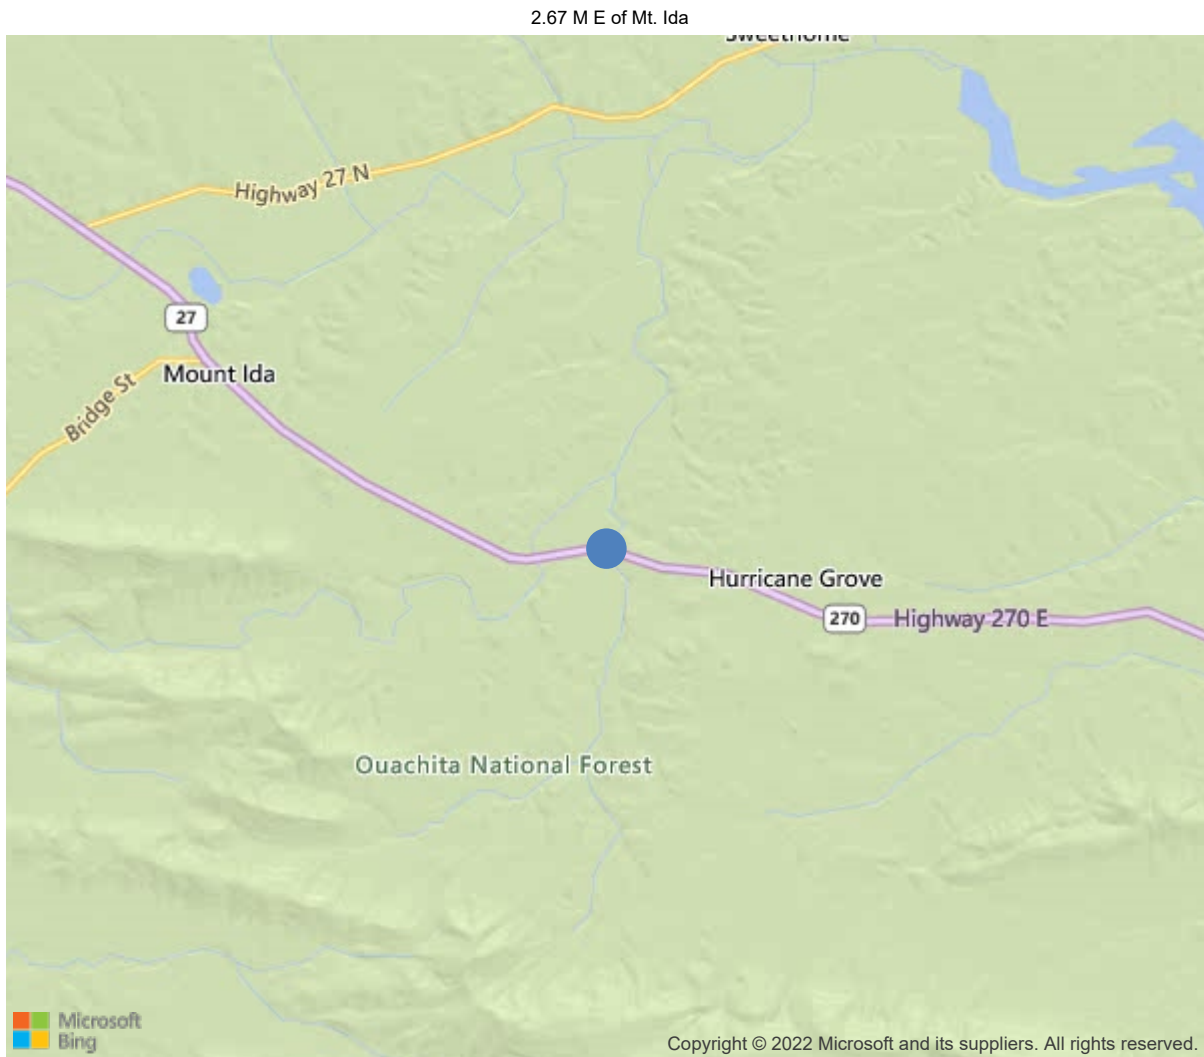 2.67 M E of Mt. Ida
Sweethome
Highway 27 N
27
Mount Ida
Bridge St
Hurricane Grove
270
Highway 270 E
Ouachita National Forest
Microsoft
Bing
Copyright © 2022 Microsoft and its suppliers. All rights reserved.